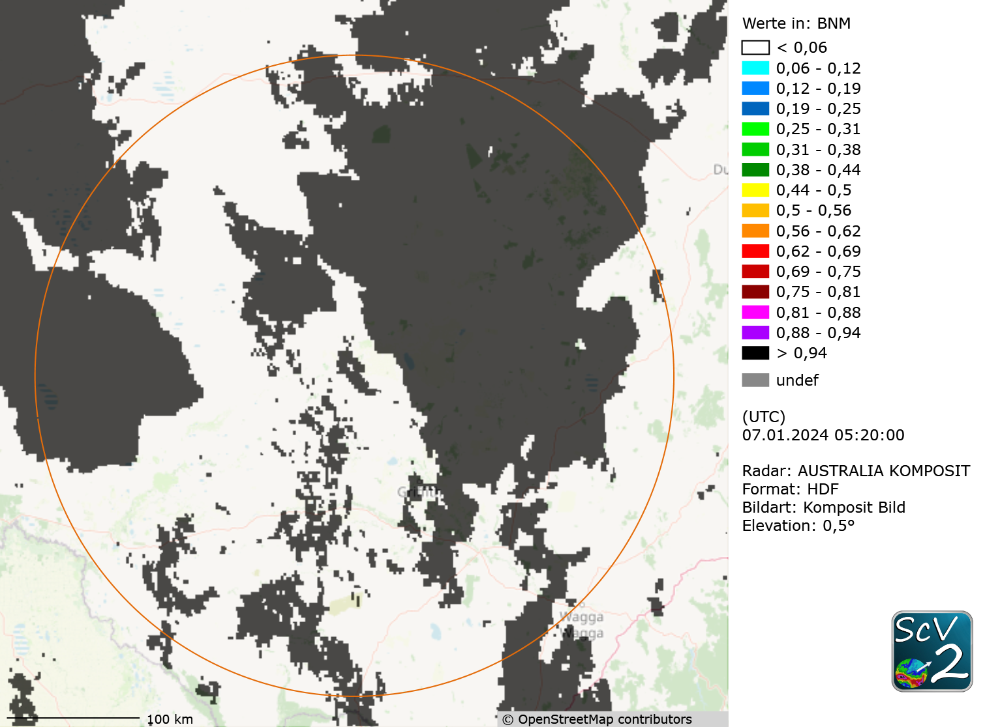 Werte in: BNM
< 0,06
0,06 - 0,12
0,12 - 0,19
0,19 - 0,25
0,25 - 0,31
0,31 - 0,38
0,38 - 0,44
0,44 - 0,5
0,5 - 0,56
0,56 - 0,62
0,62 - 0,69
0,69 - 0,75
0,75 - 0,81
0,81 - 0,88
0,88 - 0,94
> 0,94
undef
(UTC)
07.01.2024 05:20:00
Radar: AUSTRALIA KOMPOSIT
Format: HDF
Bildart: Komposit Bild
Elevation: 0,5°
Du
Griffith
Wagga
Wagga
ScV
2
100 km
© OpenStreetMap contributors